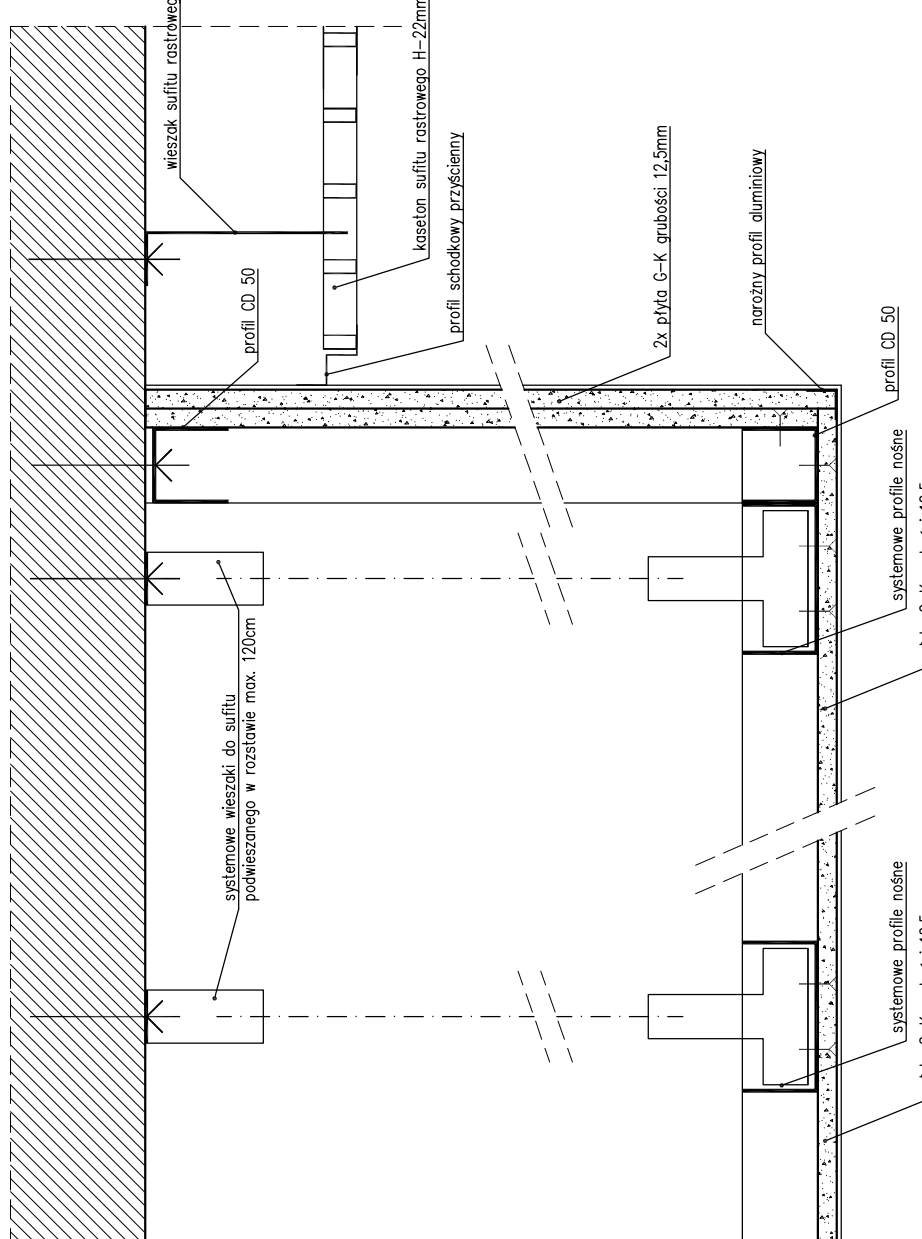 wieszak sufitu
kaseton sufitu rastrowego H-22mm
profil schodkowy przyścienny
profil CD 50
2x płyta G-K grubości 12,5mm
narożny profil aluminiowy
profil CD 50
systemowe profile nośne
systemowe wieszaki do sufitu
podwieszanego w rozstawie max. 120cm
systemowe profile nośne